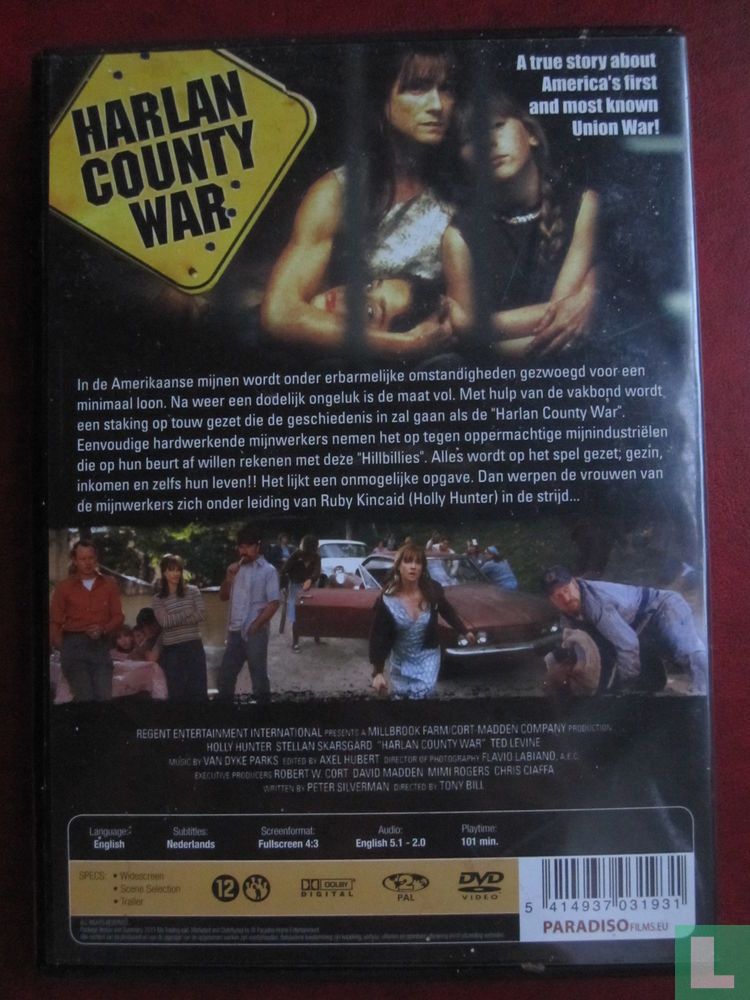 HARLAN
COUNTY
WAR
A true story about
America's first
and most known
Union War!
In de Amerikaanse mijnen wordt onder erbarmelijke omstandigheden gezwoegd voor een
minimaal loon. Na weer een dodelijk ongeluk is de maat vol. Met hulp van de vakbond wordt
een staking op touw gezet die de geschiedenis in zal gaan als de "Harlan County War".
Eenvoudige hardwerkende mijnwerkers nemen het op tegen oppermachtige mijnindustriëlen
die op hun beurt af willen rekenen met deze "Hillbillies". Alles wordt op het spel gezet; gezin,
inkomen en zelfs hun leven!! Het lijkt een onmogelijke opgave. Dan werpen de vrouwen van
de mijnwerkers zich onder leiding van Ruby Kincaid (Holly Hunter) in de strijd...
REGENT ENTERTAINMENT INTERNATIONAL PRESENTS A MILLBROOK FARM/CORT MADDEN COMPANY PRODUCTION
HOLLY HUNTER STELLAN SKARSGARD "HARLAN COUNTY WAR" TED LEVINE
MUSIC BY VAN DYKE PARKS EDITED BY AXEL HUBERT DIRECTOR OF PHOTOGRAPHY FLAVIO LABIANO, A.E.C.
EXECUTIVE PRODUCERS ROBERT W. CORT DAVID MADDEN MIMI ROGERS CHRIS CIAFFA
WRITTEN BY PETER SILVERMAN DIRECTED BY TONY BILL
Language: Subtitles: Screenformat: Audio: Playtime:
English Nederlands Fullscreen 4:3 English 5.1 - 2.0 101 min.
SPECS: • Widescreen
• Scene Selection
• Trailer
12
DOLBY
DIGITAL
2
PAL
DVD
VIDEO
5 414937 031931
PARADISOFILMS.EU
ALL RIGHTS RESERVED.
L